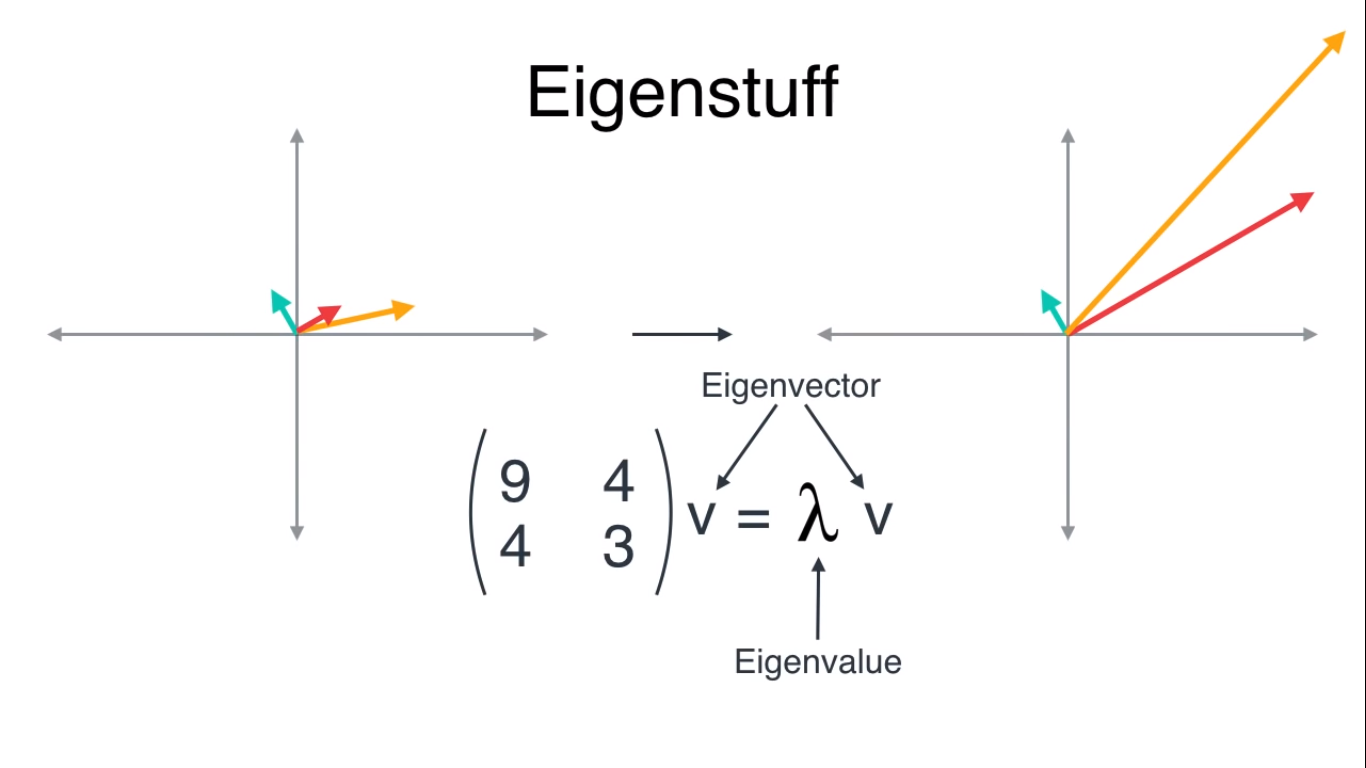 Eigenstuff
Eigenvector
9 4
4 3
v = λ v
Eigenvalue